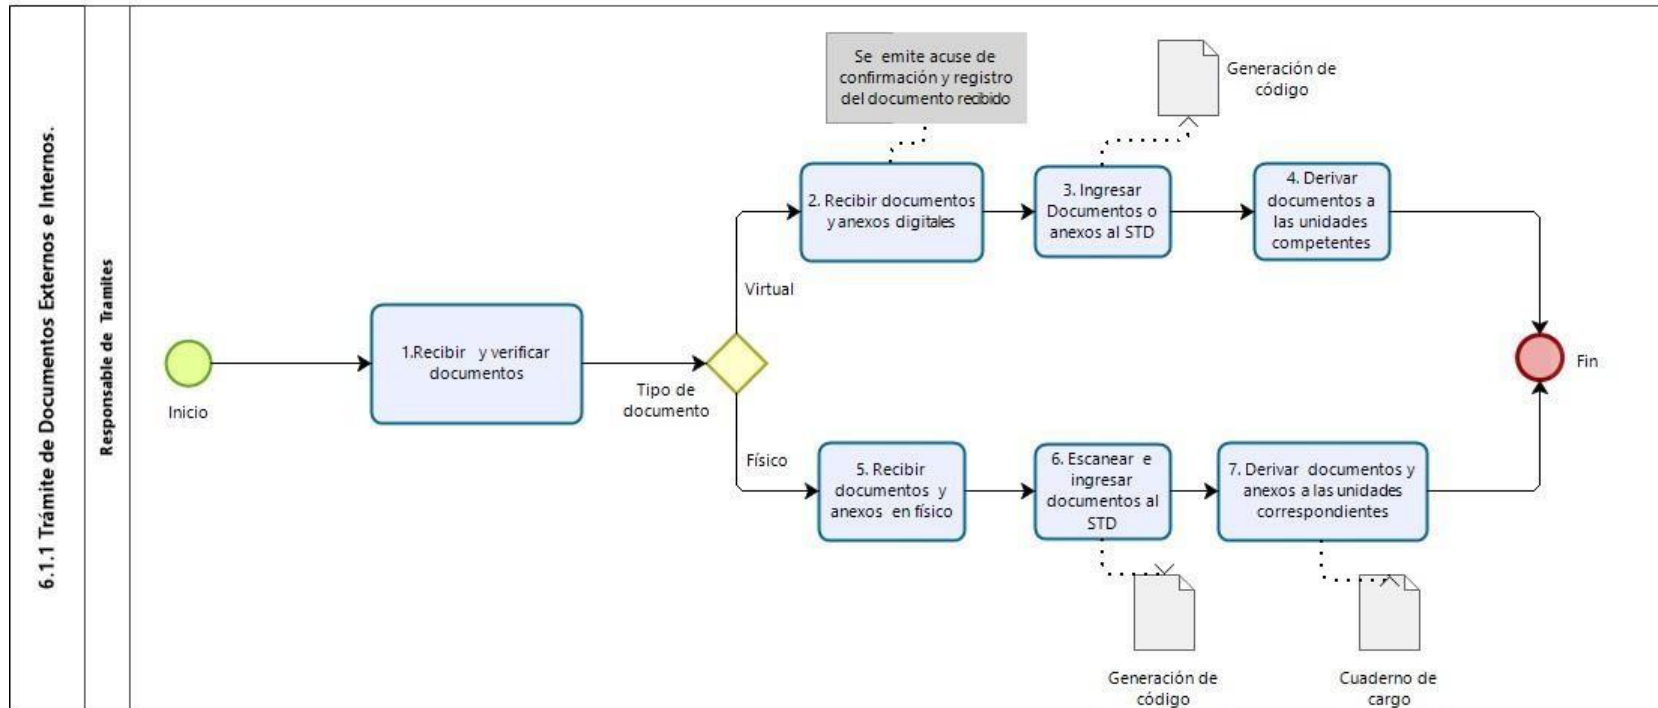 6.1.1 Trámite de Documentos Externos e Internos.
Responsable de Tramites
Inicio
1.Recibir y verificar
documentos
Tipo de
documento
Virtual
Se emite acuse de
confirmación y registro
del documento recibido
2. Recibir documentos
y anexos digitales
3. Ingresar
Documentos o
anexos al STD
Generación de
código
4. Derivar
documentos a
las unidades
competentes
Físico
5. Recibir
documentos y
anexos en físico
6. Escanear e
ingresar
documentos al
STD
Generación de
código
7. Derivar documentos y
anexos a las unidades
correspondientes
Cuaderno de
cargo
Fin